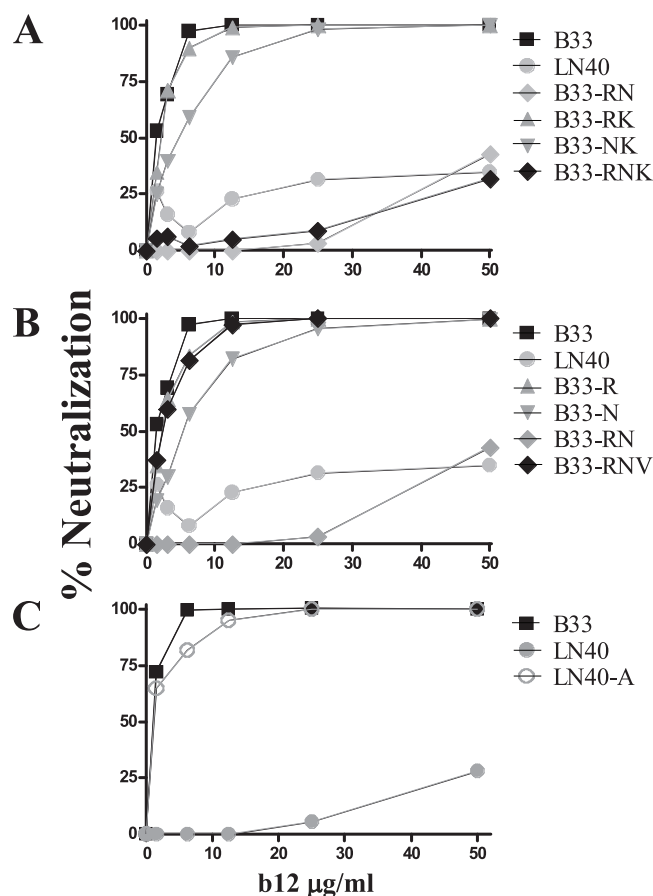 A
100
75
50
25
0
0 10 20 30 40 50
B33
LN40
B33-RN
B33-RK
B33-NK
B33-RNK
B
100
75
50
25
0
0 10 20 30 40 50
B33
LN40
B33-R
B33-N
B33-RN
B33-RNV
% Neutralization
C
100
75
50
25
0
0 10 20 30 40 50
B33
LN40
LN40-A
b12 µg/ml